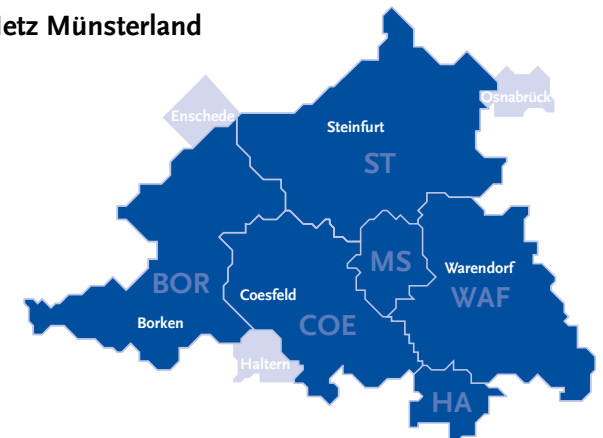 etz Münsterland
Enschede
Osnabrück
Steinfurt
ST
MS
Warendorf
WAF
BOR
Coesfeld
Borken
COE
Haltern
HA